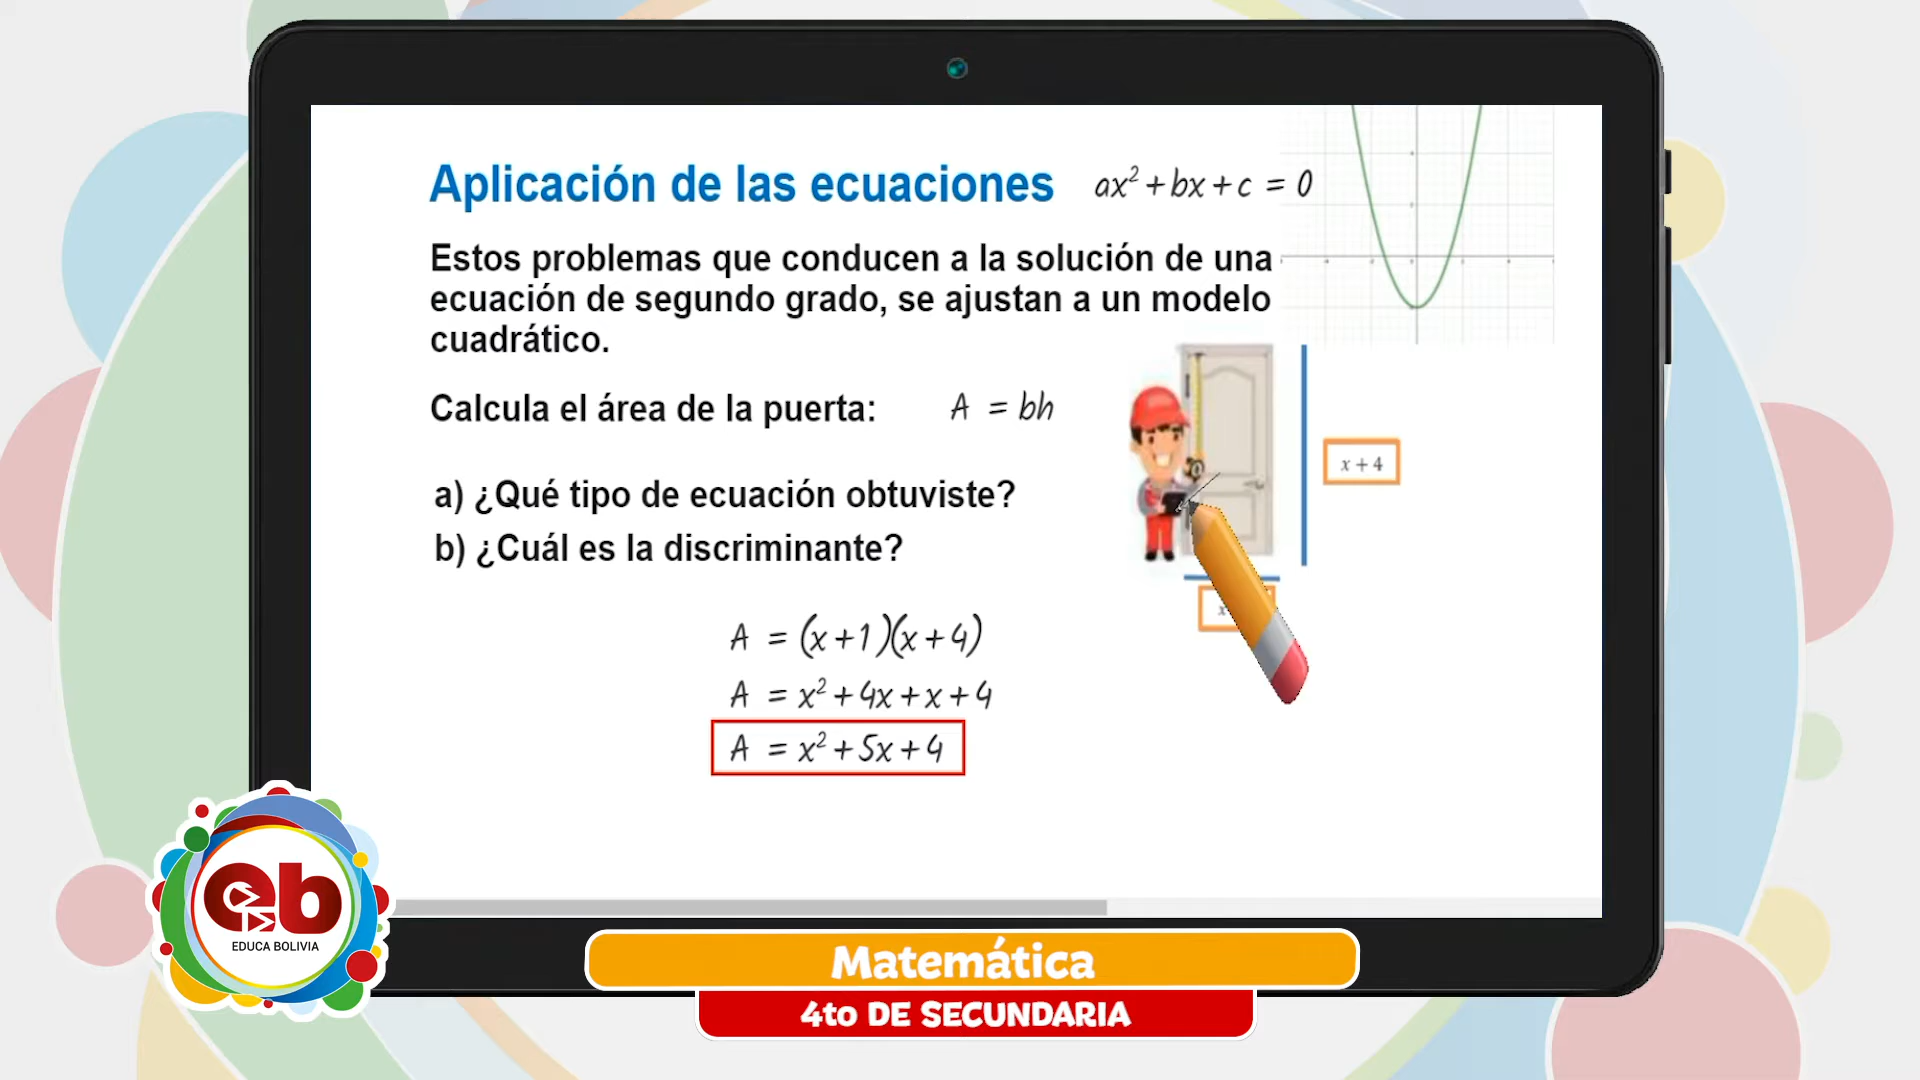 Aplicación de las ecuaciones ax² + bx + c = 0
Estos problemas que conducen a la solución de una
ecuación de segundo grado, se ajustan a un modelo
cuadrático.
Calcula el área de la puerta: A = bh
x + 4
a) ¿Qué tipo de ecuación obtuviste?
b) ¿Cuál es la discriminante?
x
A = (x + 1)(x + 4)
A = x² + 4x + x + 4
A = x² + 5x + 4
eb
EDUCA BOLIVIA
Matemática
4to DE SECUNDARIA